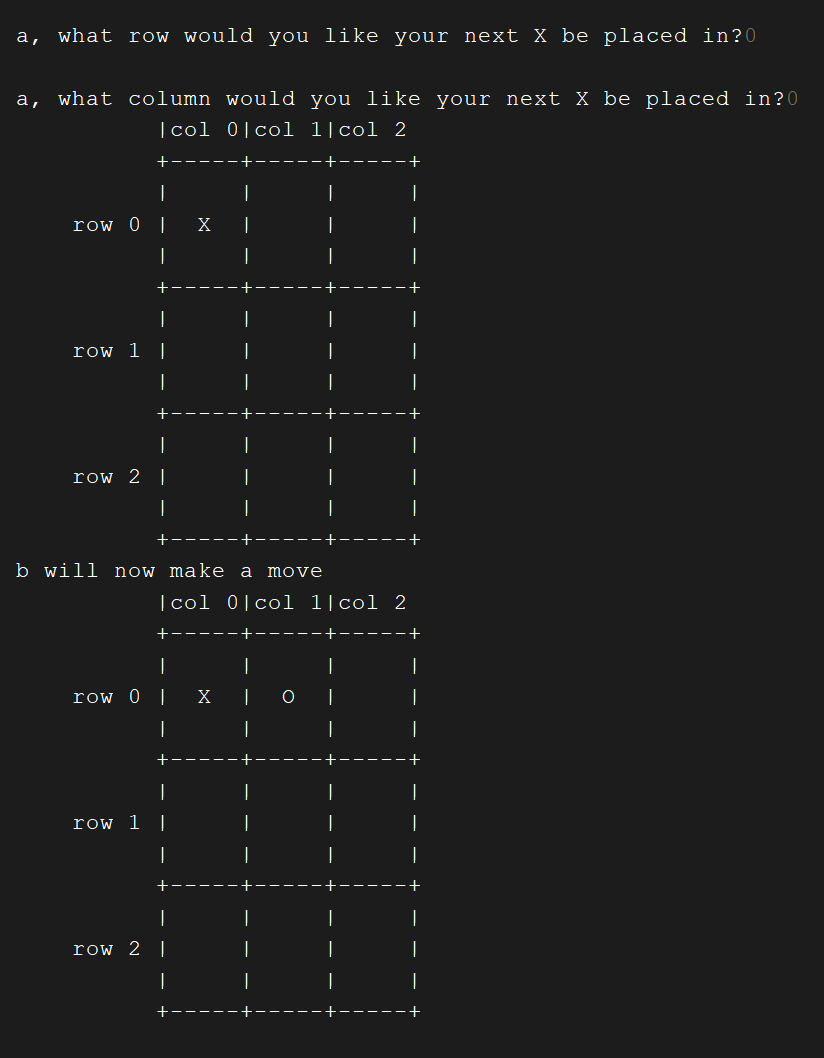 a, what row would you like your next X be placed in?0
a, what column would you like your next X be placed in?0
          |col 0|col 1|col 2
          +-----+-----+-----+
          |     |     |     |
    row 0 |  X  |     |     |
          |     |     |     |
          +-----+-----+-----+
          |     |     |     |
    row 1 |     |     |     |
          |     |     |     |
          +-----+-----+-----+
          |     |     |     |
    row 2 |     |     |     |
          |     |     |     |
          +-----+-----+-----+
b will now make a move
          |col 0|col 1|col 2
          +-----+-----+-----+
          |     |     |     |
    row 0 |  X  |  O  |     |
          |     |     |     |
          +-----+-----+-----+
          |     |     |     |
    row 1 |     |     |     |
          |     |     |     |
          +-----+-----+-----+
          |     |     |     |
    row 2 |     |     |     |
          |     |     |     |
          +-----+-----+-----+